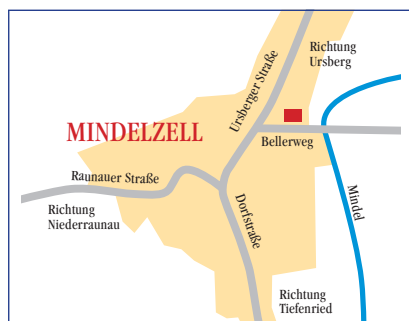 Richtung
Ursberg
Ursberger Straße
MINDELZELL
Bellerweg
Raunauer Straße
Mindel
Richtung
Niederraunau
Dorfstraße
Richtung
Tiefenried